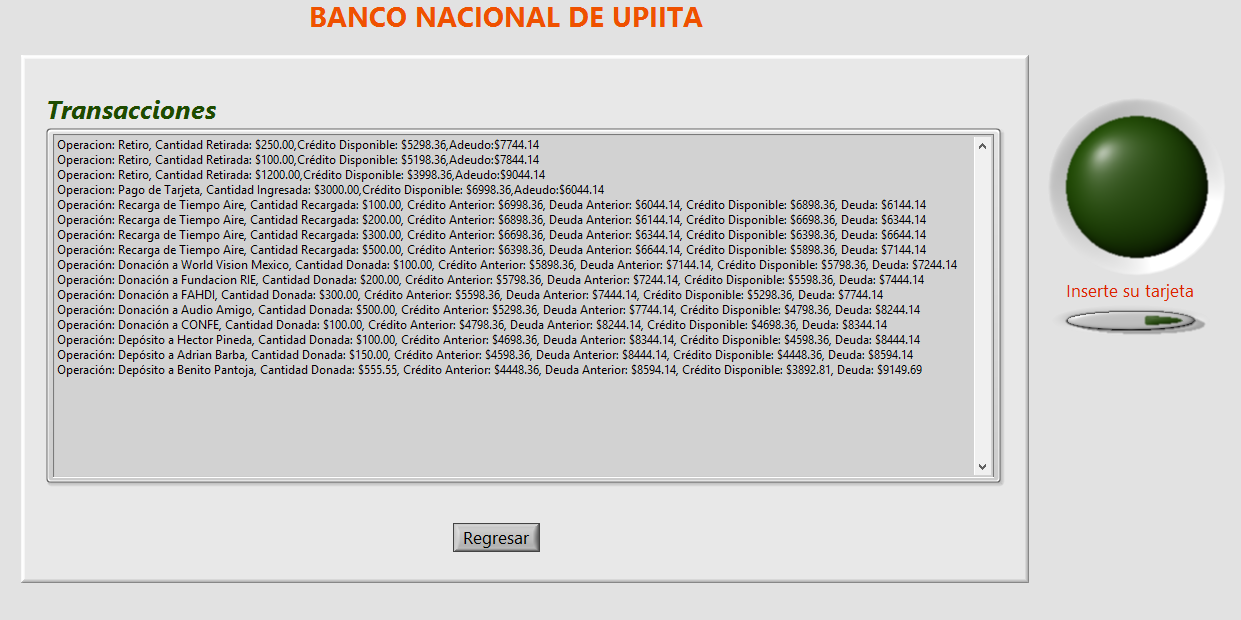 BANCO NACIONAL DE UPIITA
Transacciones
Operacion: Retiro, Cantidad Retirada: $250.00,Crédito Disponible: $5298.36,Adeudo:$7744.14
Operacion: Retiro, Cantidad Retirada: $100.00,Crédito Disponible: $5198.36,Adeudo:$7844.14
Operacion: Retiro, Cantidad Retirada: $1200.00,Crédito Disponible: $3998.36,Adeudo:$9044.14
Operacion: Pago de Tarjeta, Cantidad Ingresada: $3000.00,Crédito Disponible: $6998.36,Adeudo:$6044.14
Operación: Recarga de Tiempo Aire, Cantidad Recargada: $100.00, Crédito Anterior: $6998.36, Deuda Anterior: $6044.14, Crédito Disponible: $6898.36, Deuda: $6144.14
Operación: Recarga de Tiempo Aire, Cantidad Recargada: $200.00, Crédito Anterior: $6898.36, Deuda Anterior: $6144.14, Crédito Disponible: $6698.36, Deuda: $6344.14
Operación: Recarga de Tiempo Aire, Cantidad Recargada: $300.00, Crédito Anterior: $6698.36, Deuda Anterior: $6344.14, Crédito Disponible: $6398.36, Deuda: $6644.14
Operación: Recarga de Tiempo Aire, Cantidad Recargada: $500.00, Crédito Anterior: $6398.36, Deuda Anterior: $6644.14, Crédito Disponible: $5898.36, Deuda: $7144.14
Operación: Donación a World Vision Mexico, Cantidad Donada: $100.00, Crédito Anterior: $5898.36, Deuda Anterior: $7144.14, Crédito Disponible: $5798.36, Deuda: $7244.14
Operación: Donación a Fundacion RIE, Cantidad Donada: $200.00, Crédito Anterior: $5798.36, Deuda Anterior: $7244.14, Crédito Disponible: $5598.36, Deuda: $7444.14
Operación: Donación a FAHDI, Cantidad Donada: $300.00, Crédito Anterior: $5598.36, Deuda Anterior: $7444.14, Crédito Disponible: $5298.36, Deuda: $7744.14
Operación: Donación a Audio Amigo, Cantidad Donada: $500.00, Crédito Anterior: $5298.36, Deuda Anterior: $7744.14, Crédito Disponible: $4798.36, Deuda: $8244.14
Operación: Donación a CONFE, Cantidad Donada: $100.00, Crédito Anterior: $4798.36, Deuda Anterior: $8244.14, Crédito Disponible: $4698.36, Deuda: $8344.14
Operación: Depósito a Hector Pineda, Cantidad Donada: $100.00, Crédito Anterior: $4698.36, Deuda Anterior: $8344.14, Crédito Disponible: $4598.36, Deuda: $8444.14
Operación: Depósito a Adrian Barba, Cantidad Donada: $150.00, Crédito Anterior: $4598.36, Deuda Anterior: $8444.14, Crédito Disponible: $4448.36, Deuda: $8594.14
Operación: Depósito a Benito Pantoja, Cantidad Donada: $555.55, Crédito Anterior: $4448.36, Deuda Anterior: $8594.14, Crédito Disponible: $3892.81, Deuda: $9149.69
Inserte su tarjeta
Regresar